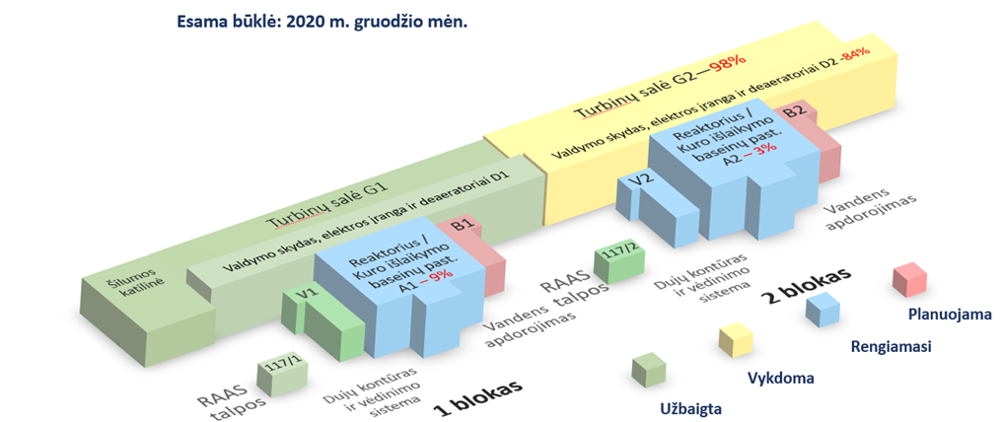 Esama būklė: 2020 m. gruodžio mėn.
Turbinų salė G2—98%
Valdymo skydas, elektros įranga ir deaeratoriai D2 -84%
Reaktorius /
Kuro išlaikymo
baseinų past.
A2 – 3%
B2
V2
Turbinų salė G1
Valdymo skydas, elektros įranga ir deaeratoriai D1
Reaktorius /
Kuro išlaikymo
baseinų past.
A1 – 9%
B1
V1
Šilumos
katilinė
117/2
RAAS
talpos
Vandens
apdorojimas
Dujų kontūras
ir vėdinimo
sistema
2 blokas
117/1
RAAS
talpos
Vandens
apdorojimas
Dujų kontūras
ir vėdinimo
sistema
1 blokas
Planuojama
Rengiamasi
Vykdoma
Užbaigta